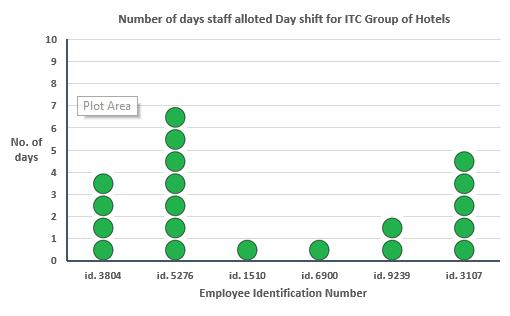 Number of days staff alloted Day shift for ITC Group of Hotels
10
9
8
7
6
5
4
3
2
1
0
Plot Area
No. of
days
id. 3804 id. 5276 id. 1510 id. 6900 id. 9239 id. 3107
Employee Identification Number